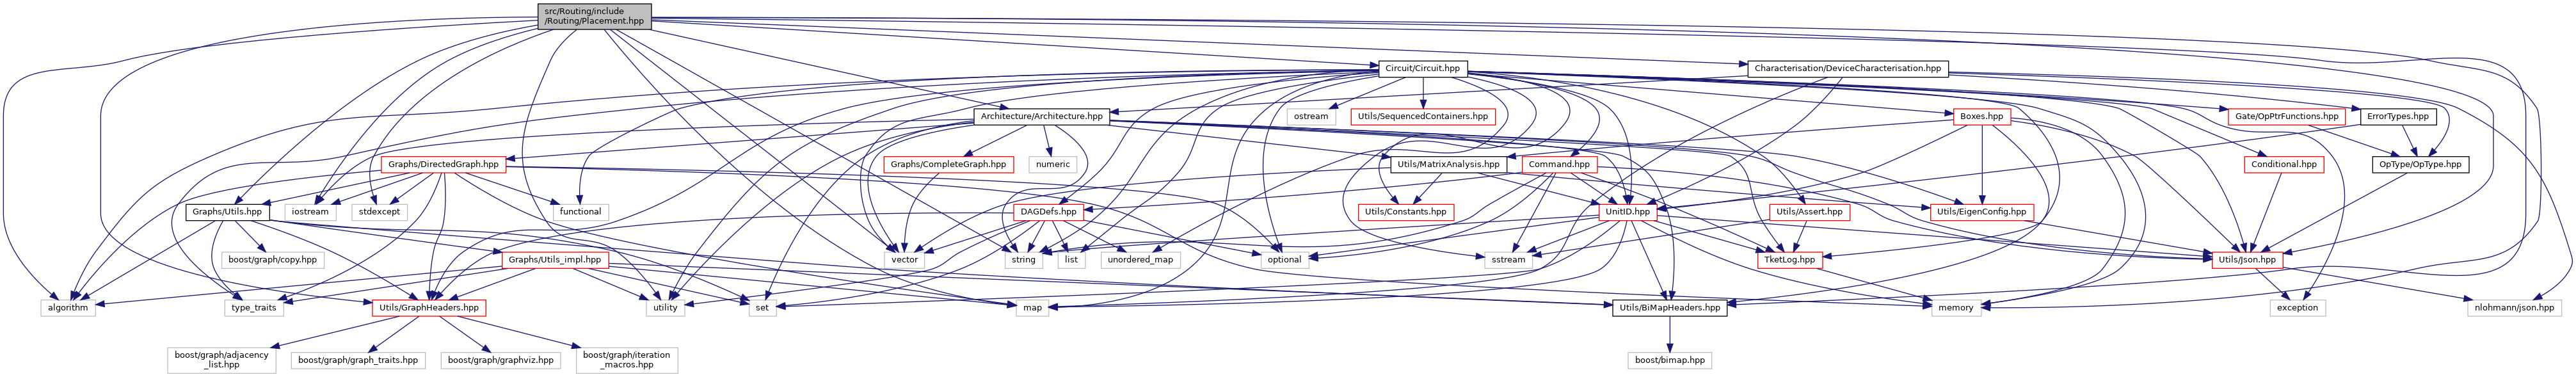 src/Routing/include
/Routing/Placement.hpp
Circuit/Circuit.hpp
Characterisation/DeviceCharacterisation.hpp
Architecture/Architecture.hpp
ostream
Utils/SequencedContainers.hpp
Boxes.hpp
Gate/OpPtrFunctions.hpp
ErrorTypes.hpp
Graphs/DirectedGraph.hpp
Graphs/CompleteGraph.hpp
numeric
Utils/MatrixAnalysis.hpp
Command.hpp
Conditional.hpp
OpType/OpType.hpp
Graphs/Utils.hpp
iostream
stdexcept
functional
DAGDefs.hpp
Utils/Constants.hpp
UnitID.hpp
Utils/Assert.hpp
Utils/EigenConfig.hpp
boost/graph/copy.hpp
Graphs/Utils_impl.hpp
vector
string
list
unordered_map
optional
sstream
TketLog.hpp
Utils/Json.hpp
algorithm
type_traits
Utils/GraphHeaders.hpp
utility
set
map
Utils/BiMapHeaders.hpp
memory
exception
nlohmann/json.hpp
boost/graph/adjacency
_list.hpp
boost/graph/graph_traits.hpp
boost/graph/graphviz.hpp
boost/graph/iteration
_macros.hpp
boost/bimap.hpp